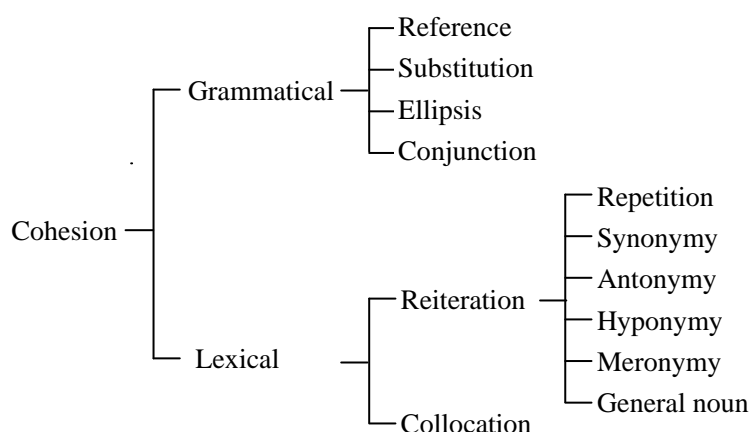 Reference
Substitution
Grammatical
Ellipsis
Conjunction
Repetition
Cohesion
Synonymy
Antonymy
Reiteration
Hyponymy
Lexical
Meronymy
General noun
Collocation